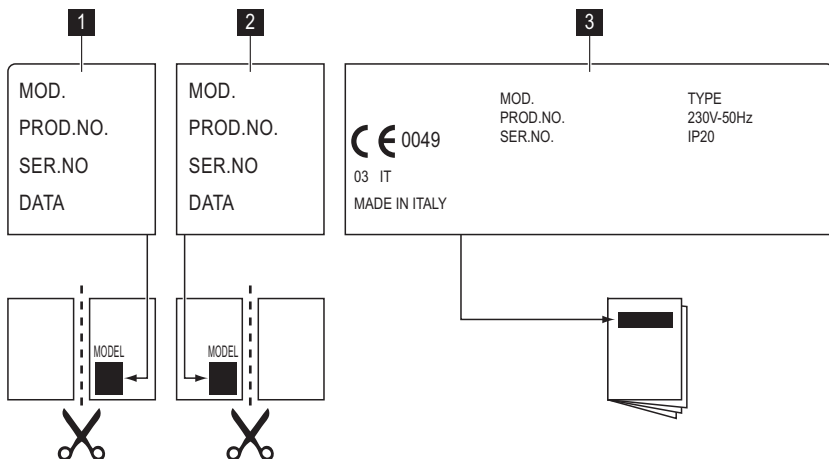 1
2
3
MOD.
PROD.NO.
SER.NO
DATA
MOD.
PROD.NO.
SER.NO
DATA
MOD.
PROD.NO.
SER.NO.
TYPE
230V-50Hz
IP20
CE 0049
03 IT
MADE IN ITALY
MODEL
MODEL